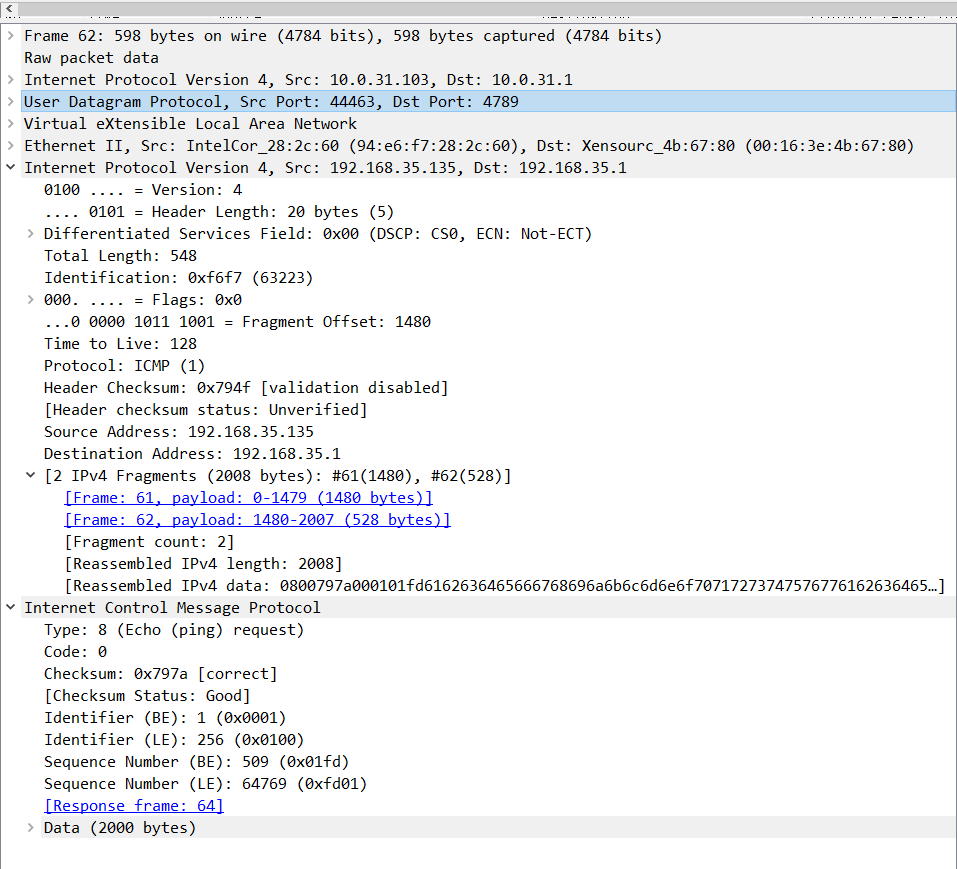 Frame 62: 598 bytes on wire (4784 bits), 598 bytes captured (4784 bits)
Raw packet data
Internet Protocol Version 4, Src: 10.0.31.103, Dst: 10.0.31.1
User Datagram Protocol, Src Port: 44463, Dst Port: 4789
Virtual eXtensible Local Area Network
Ethernet II, Src: IntelCor_28:2c:60 (94:e6:f7:28:2c:60), Dst: Xensourc_4b:67:80 (00:16:3e:4b:67:80)
Internet Protocol Version 4, Src: 192.168.35.135, Dst: 192.168.35.1
0100 .... = Version: 4
.... 0101 = Header Length: 20 bytes (5)
Differentiated Services Field: 0x00 (DSCP: CS0, ECN: Not-ECT)
Total Length: 548
Identification: 0xf6f7 (63223)
000. .... = Flags: 0x0
...0 0000 1011 1001 = Fragment Offset: 1480
Time to Live: 128
Protocol: ICMP (1)
Header Checksum: 0x794f [validation disabled]
[Header checksum status: Unverified]
Source Address: 192.168.35.135
Destination Address: 192.168.35.1
[2 IPv4 Fragments (2008 bytes): #61(1480), #62(528)]
[Frame: 61, payload: 0-1479 (1480 bytes)]
[Frame: 62, payload: 1480-2007 (528 bytes)]
[Fragment count: 2]
[Reassembled IPv4 length: 2008]
[Reassembled IPv4 data: 0800797a000101fd6162636465666768696a6b6c6d6e6f7071727374757677616263646​5…]
Internet Control Message Protocol
Type: 8 (Echo (ping) request)
Code: 0
Checksum: 0x797a [correct]
[Checksum Status: Good]
Identifier (BE): 1 (0x0001)
Identifier (LE): 256 (0x0100)
Sequence Number (BE): 509 (0x01fd)
Sequence Number (LE): 64769 (0xfd01)
[Response frame: 64]
Data (2000 bytes)